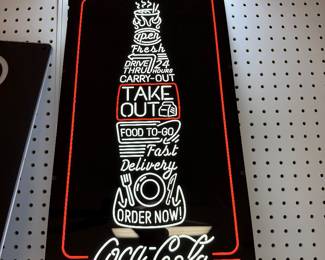 open
Fresh
DRIVE THRU 24 HOURS
CARRY-OUT
TAKE
OUT
FOOD TO-GO
Fast
Delivery
ORDER NOW!
Coca-Cola